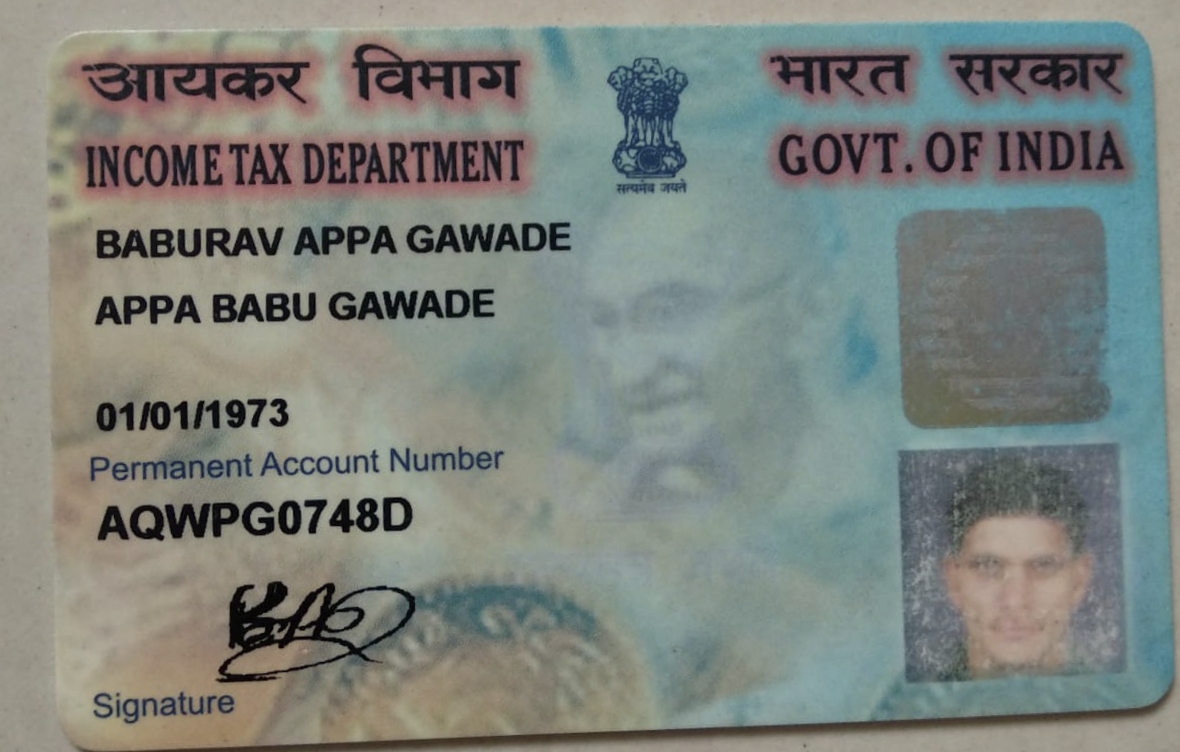 आयकर विभाग
भारत सरकार
INCOME TAX DEPARTMENT
GOVT. OF INDIA
सत्यमेव जयते
BABURAV APPA GAWADE
APPA BABU GAWADE
01/01/1973
Permanent Account Number
AQWPG0748D
Signature